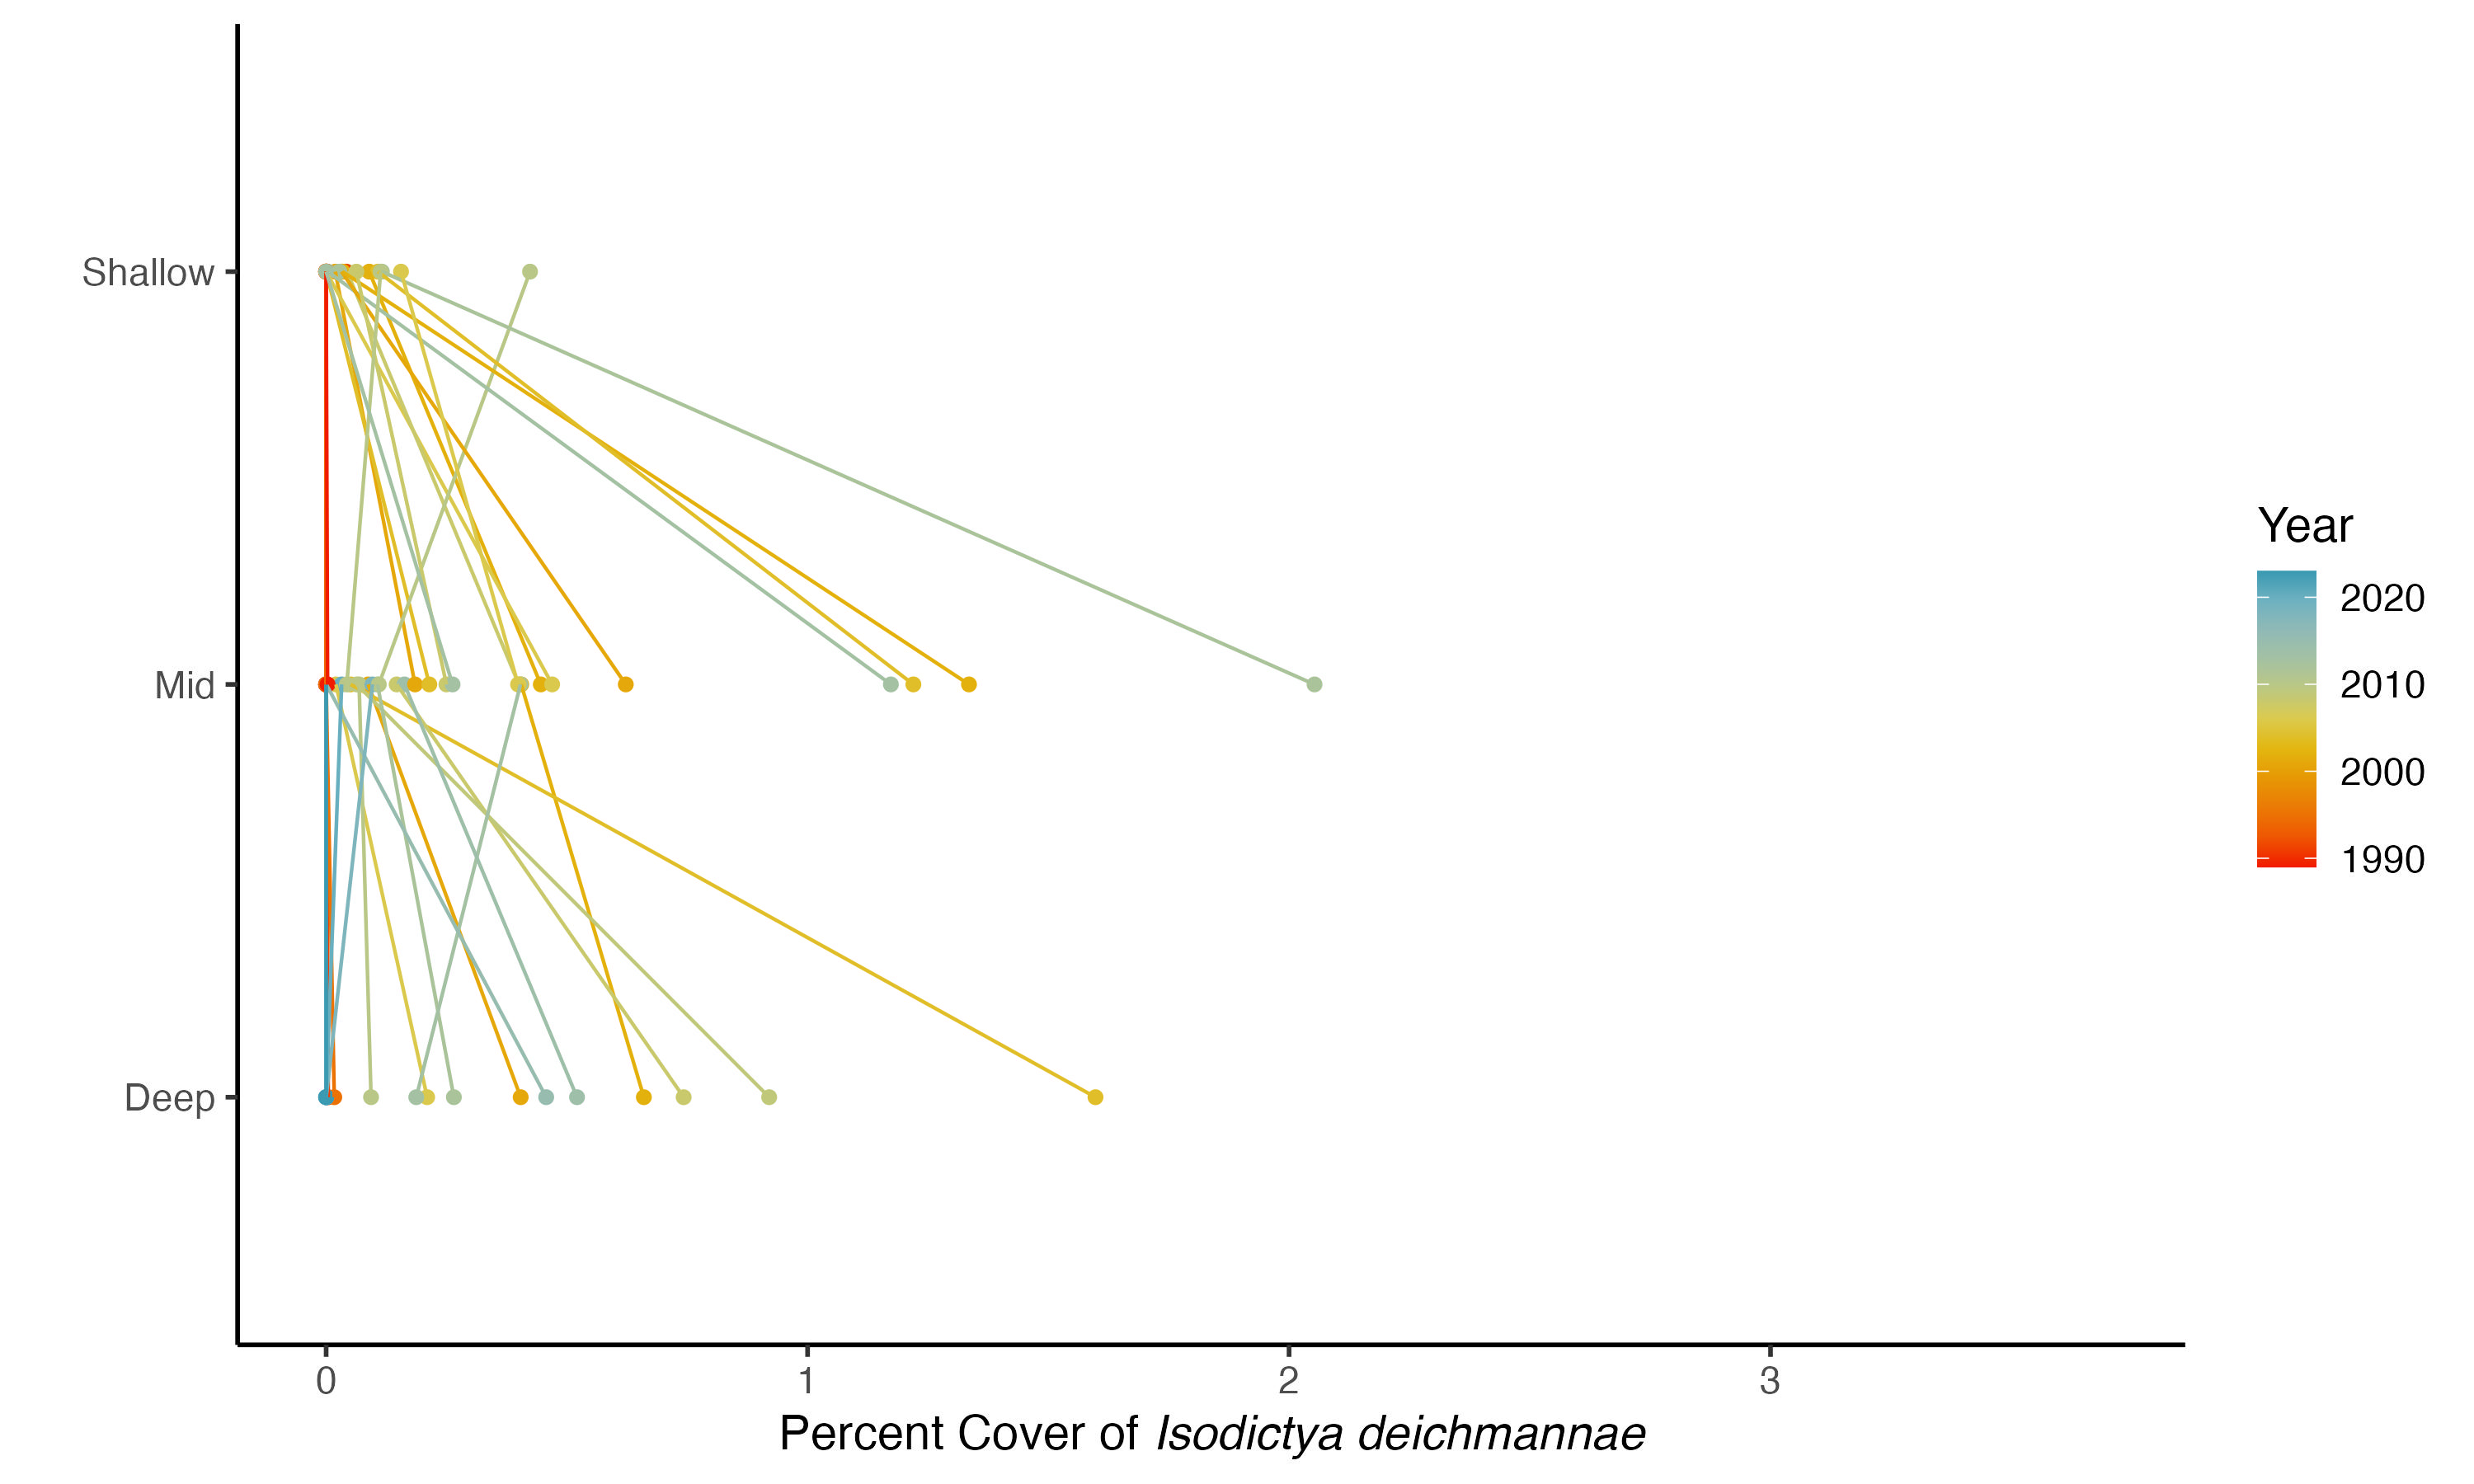 Shallow
Mid
Deep
0 1 2 3
Percent Cover of Isodictya deichmannae
Year
2020
2010
2000
1990